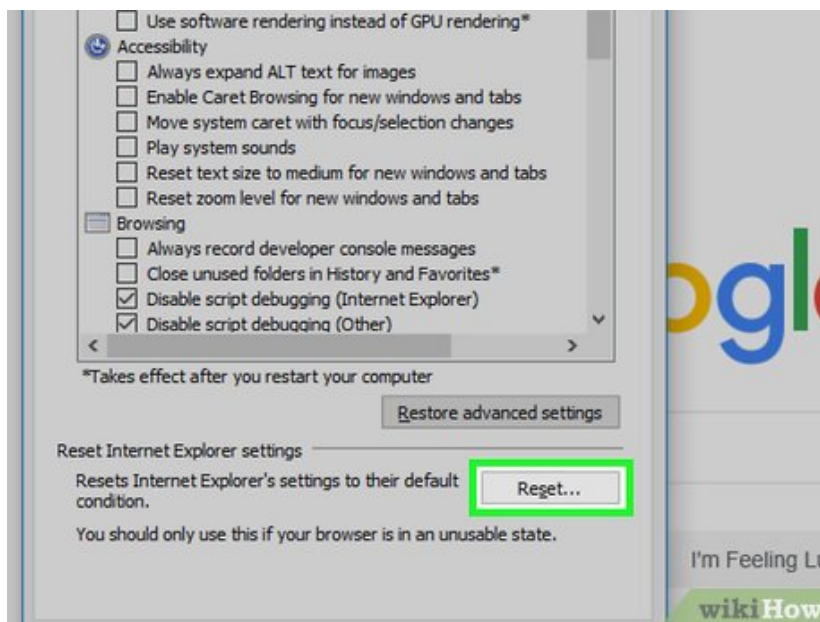 Use software rendering instead of GPU rendering*
Accessibility
Always expand ALT text for images
Enable Caret Browsing for new windows and tabs
Move system caret with focus/selection changes
Play system sounds
Reset text size to medium for new windows and tabs
Reset zoom level for new windows and tabs
Browsing
Always record developer console messages
Close unused folders in History and Favorites*
Disable script debugging (Internet Explorer)
Disable script debugging (Other)
*Takes effect after you restart your computer
Restore advanced settings
Reset Internet Explorer settings
Resets Internet Explorer's settings to their default
condition.
Reset...
You should only use this if your browser is in an unusable state.
ogl
I'm Feeling
wikiHow